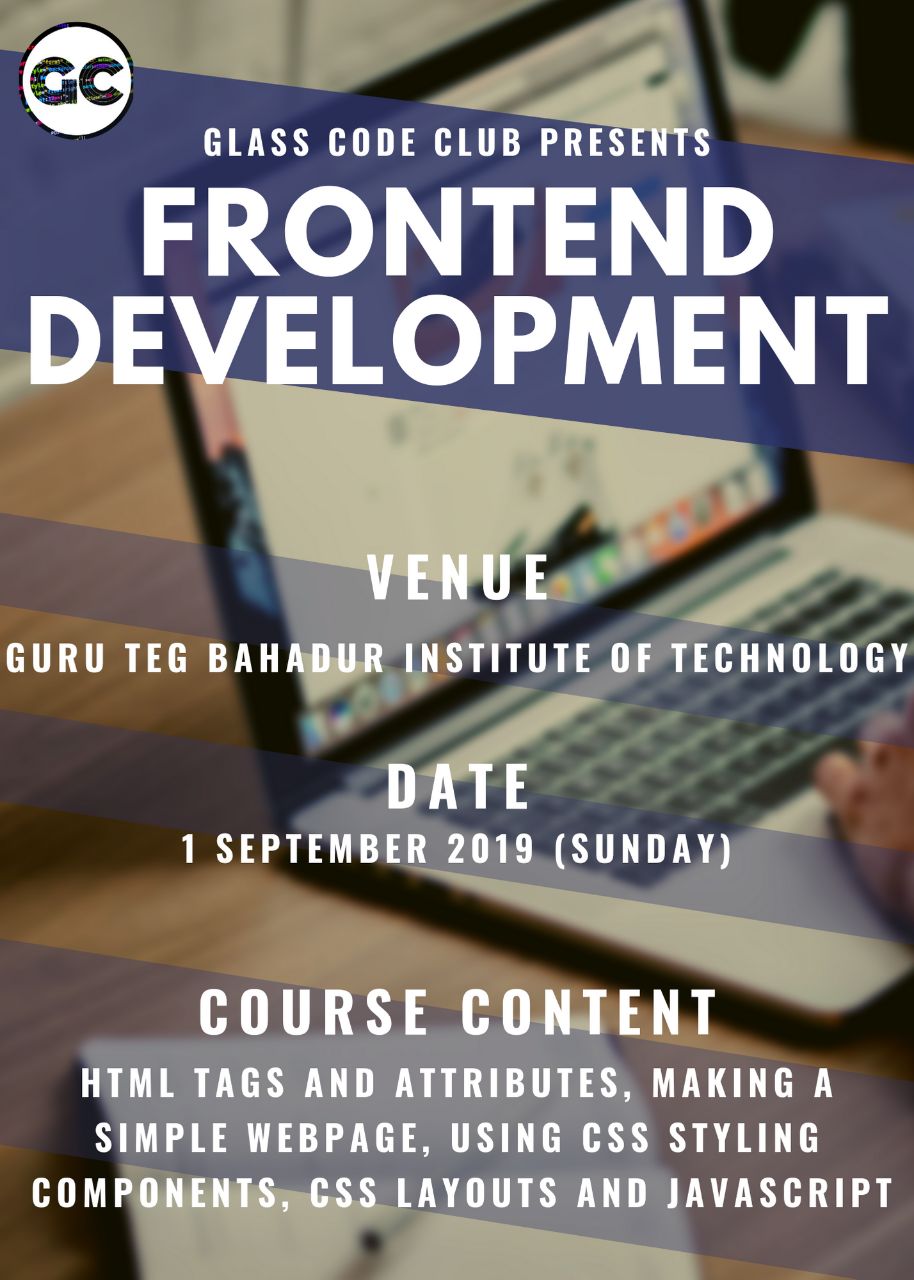 GC
GLASS CODE CLUB PRESENTS
FRONTEND
DEVELOPMENT
VENUE
GURU TEG BAHADUR INSTITUTE OF TECHNOLOGY
DATE
1 SEPTEMBER 2019 (SUNDAY)
COURSE CONTENT
HTML TAGS AND ATTRIBUTES, MAKING A
SIMPLE WEBPAGE, USING CSS STYLING
COMPONENTS, CSS LAYOUTS AND JAVASCRIPT